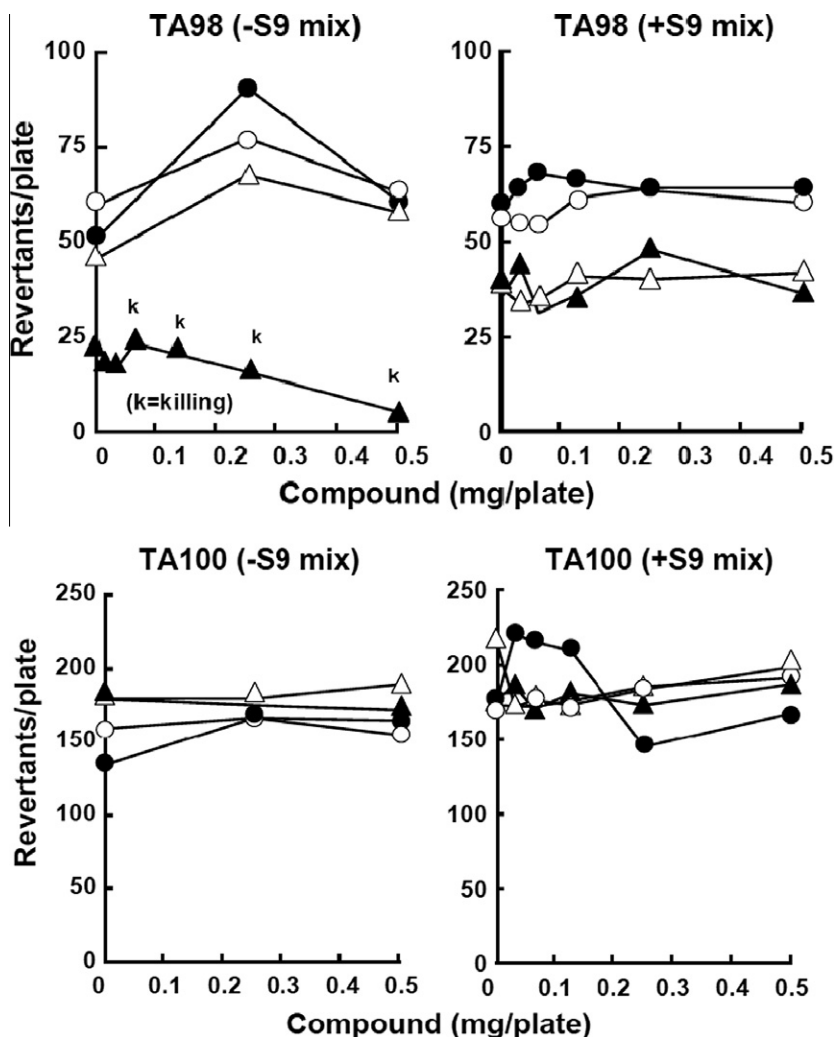 TA98 (-S9 mix)
TA98 (+S9 mix)
Revertants/plate
100
75
50
25
0
k
k
k
k
(k=killing)
0 0.1 0.2 0.3 0.4 0.5
100
75
50
25
0
0 0.1 0.2 0.3 0.4 0.5
Compound (mg/plate)
TA100 (-S9 mix)
TA100 (+S9 mix)
Revertants/plate
250
200
150
100
50
0
0 0.1 0.2 0.3 0.4 0.5
250
200
150
100
50
0
0 0.1 0.2 0.3 0.4 0.5
Compound (mg/plate)